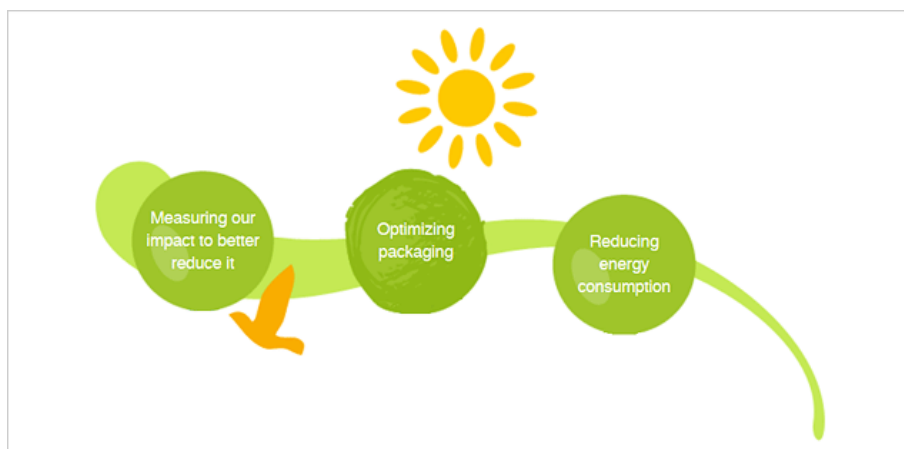 Measuring our
impact to better
reduce it
Optimizing
packaging
Reducing
energy
consumption